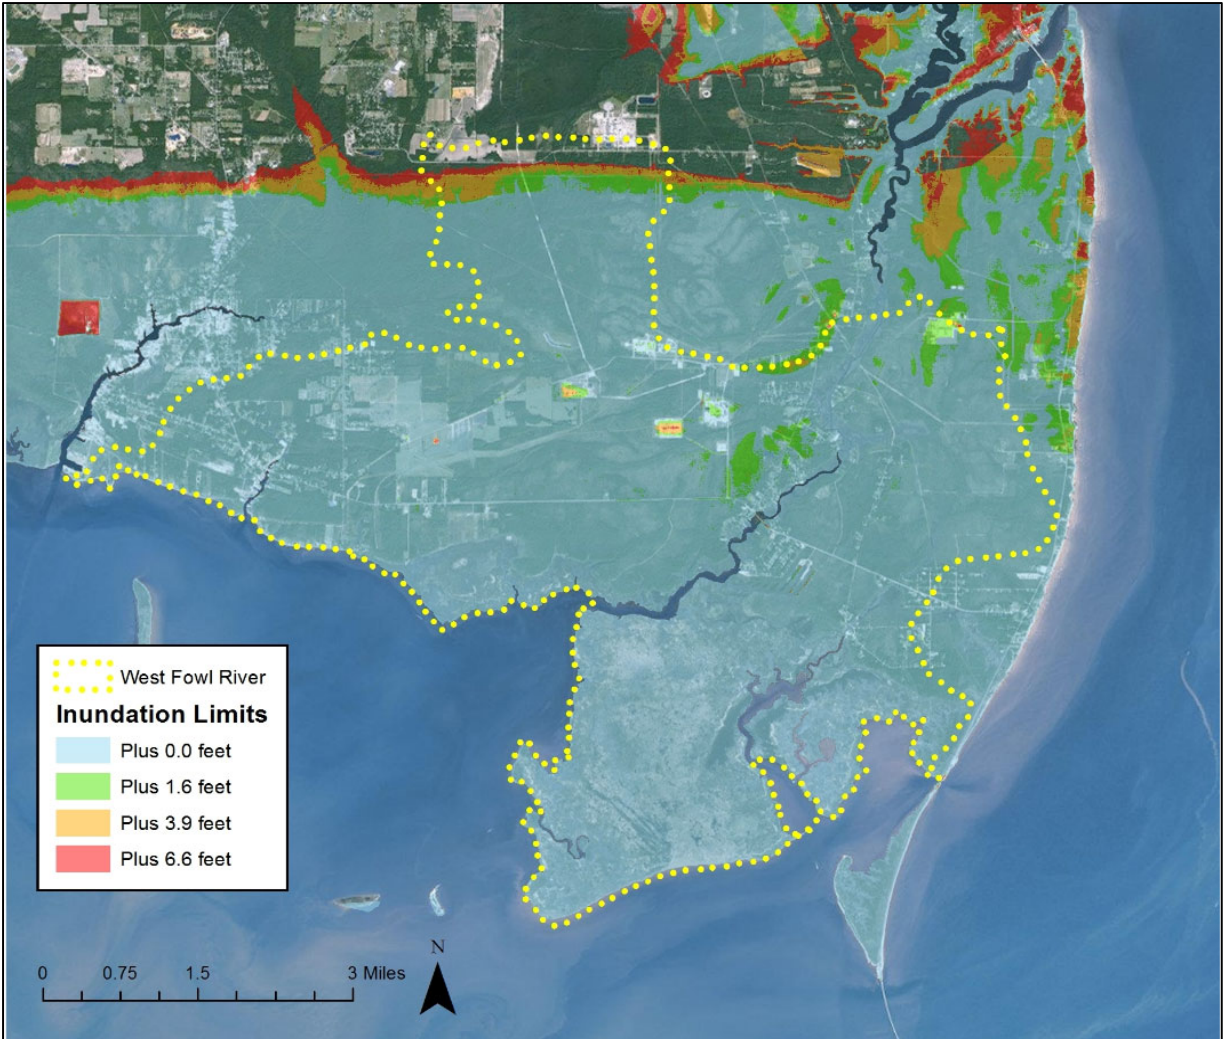 West Fowl River
Inundation Limits
Plus 0.0 feet
Plus 1.6 feet
Plus 3.9 feet
Plus 6.6 feet
N
0 0.75 1.5 3 Miles